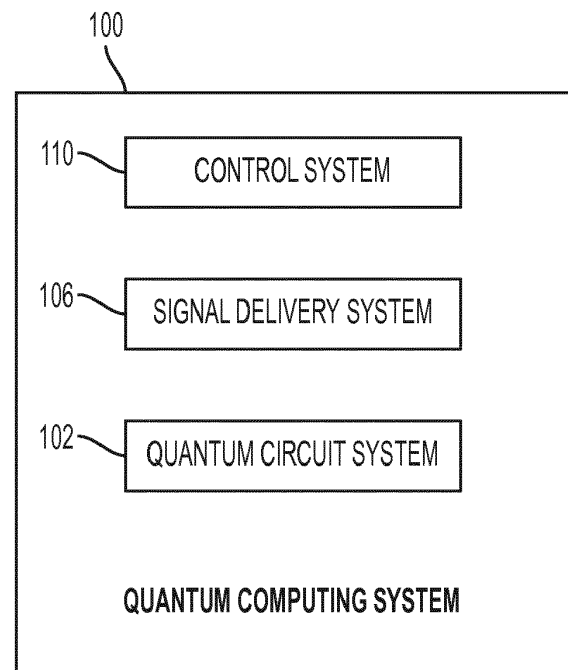 100
110 CONTROL SYSTEM
106 SIGNAL DELIVERY SYSTEM
102 QUANTUM CIRCUIT SYSTEM
QUANTUM COMPUTING SYSTEM